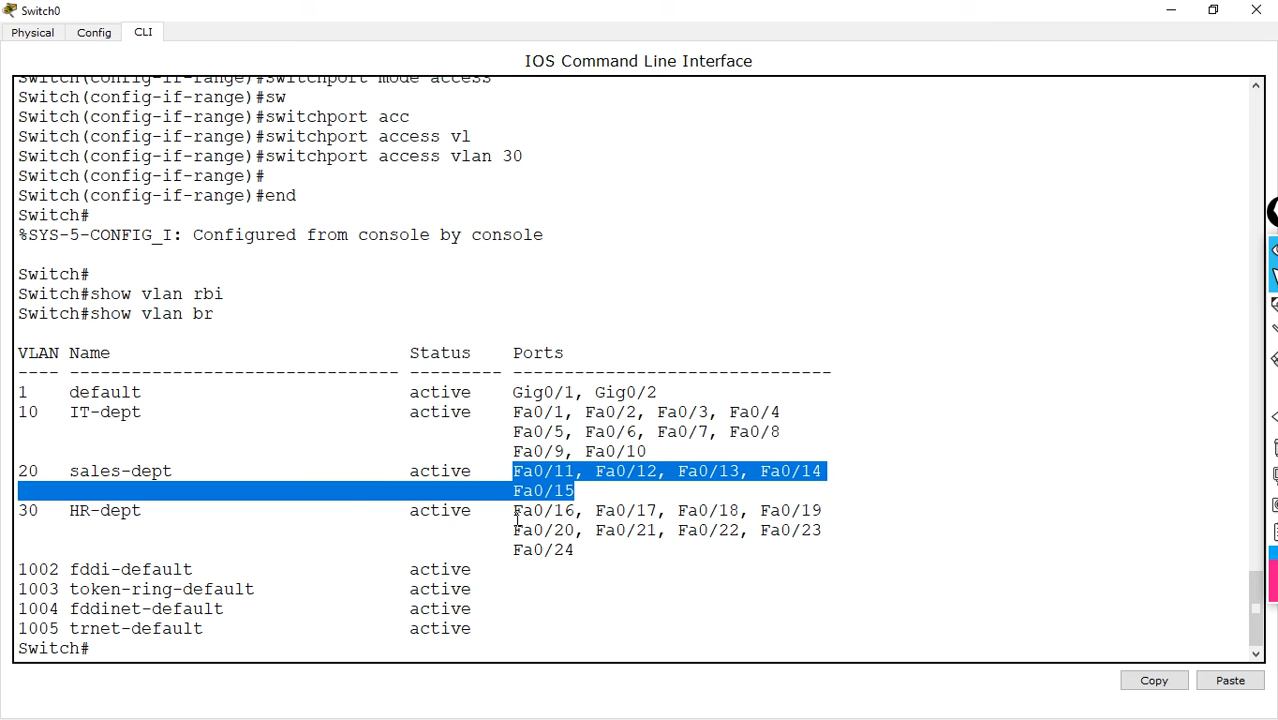 Switch0
Physical Config CLI
IOS Command Line Interface
Switch(config-if-range)#switchport mode access
Switch(config-if-range)#sw
Switch(config-if-range)#switchport acc
Switch(config-if-range)#switchport access vl
Switch(config-if-range)#switchport access vlan 30
Switch(config-if-range)#
Switch(config-if-range)#end
Switch#
%SYS-5-CONFIG_I: Configured from console by console
Switch#
Switch#show vlan rbi
Switch#show vlan br
VLAN Name Status Ports
---- -------------------------------- --------- -------------------------------
1 default active Gig0/1, Gig0/2
10 IT-dept active Fa0/1, Fa0/2, Fa0/3, Fa0/4
Fa0/5, Fa0/6, Fa0/7, Fa0/8
Fa0/9, Fa0/10
20 sales-dept active Fa0/11, Fa0/12, Fa0/13, Fa0/14
Fa0/15
30 HR-dept active Fa0/16, Fa0/17, Fa0/18, Fa0/19
Fa0/20, Fa0/21, Fa0/22, Fa0/23
Fa0/24
1002 fddi-default active
1003 token-ring-default active
1004 fddinet-default active
1005 trnet-default active
Switch#
Copy Paste